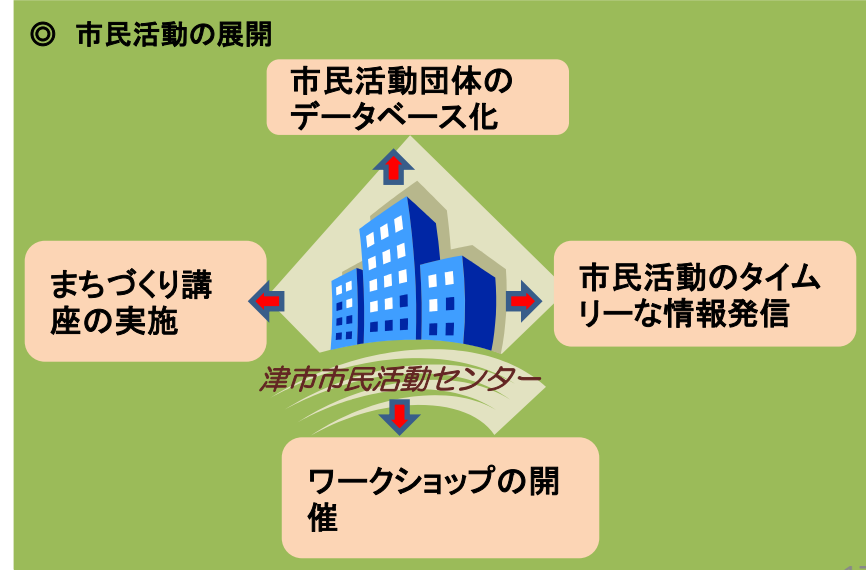 ◎ 市民活動の展開
市民活動団体の
データベース化
まちづくり講
座の実施
市民活動のタイム
リーな情報発信
津市市民活動センター
ワークショップの開
催